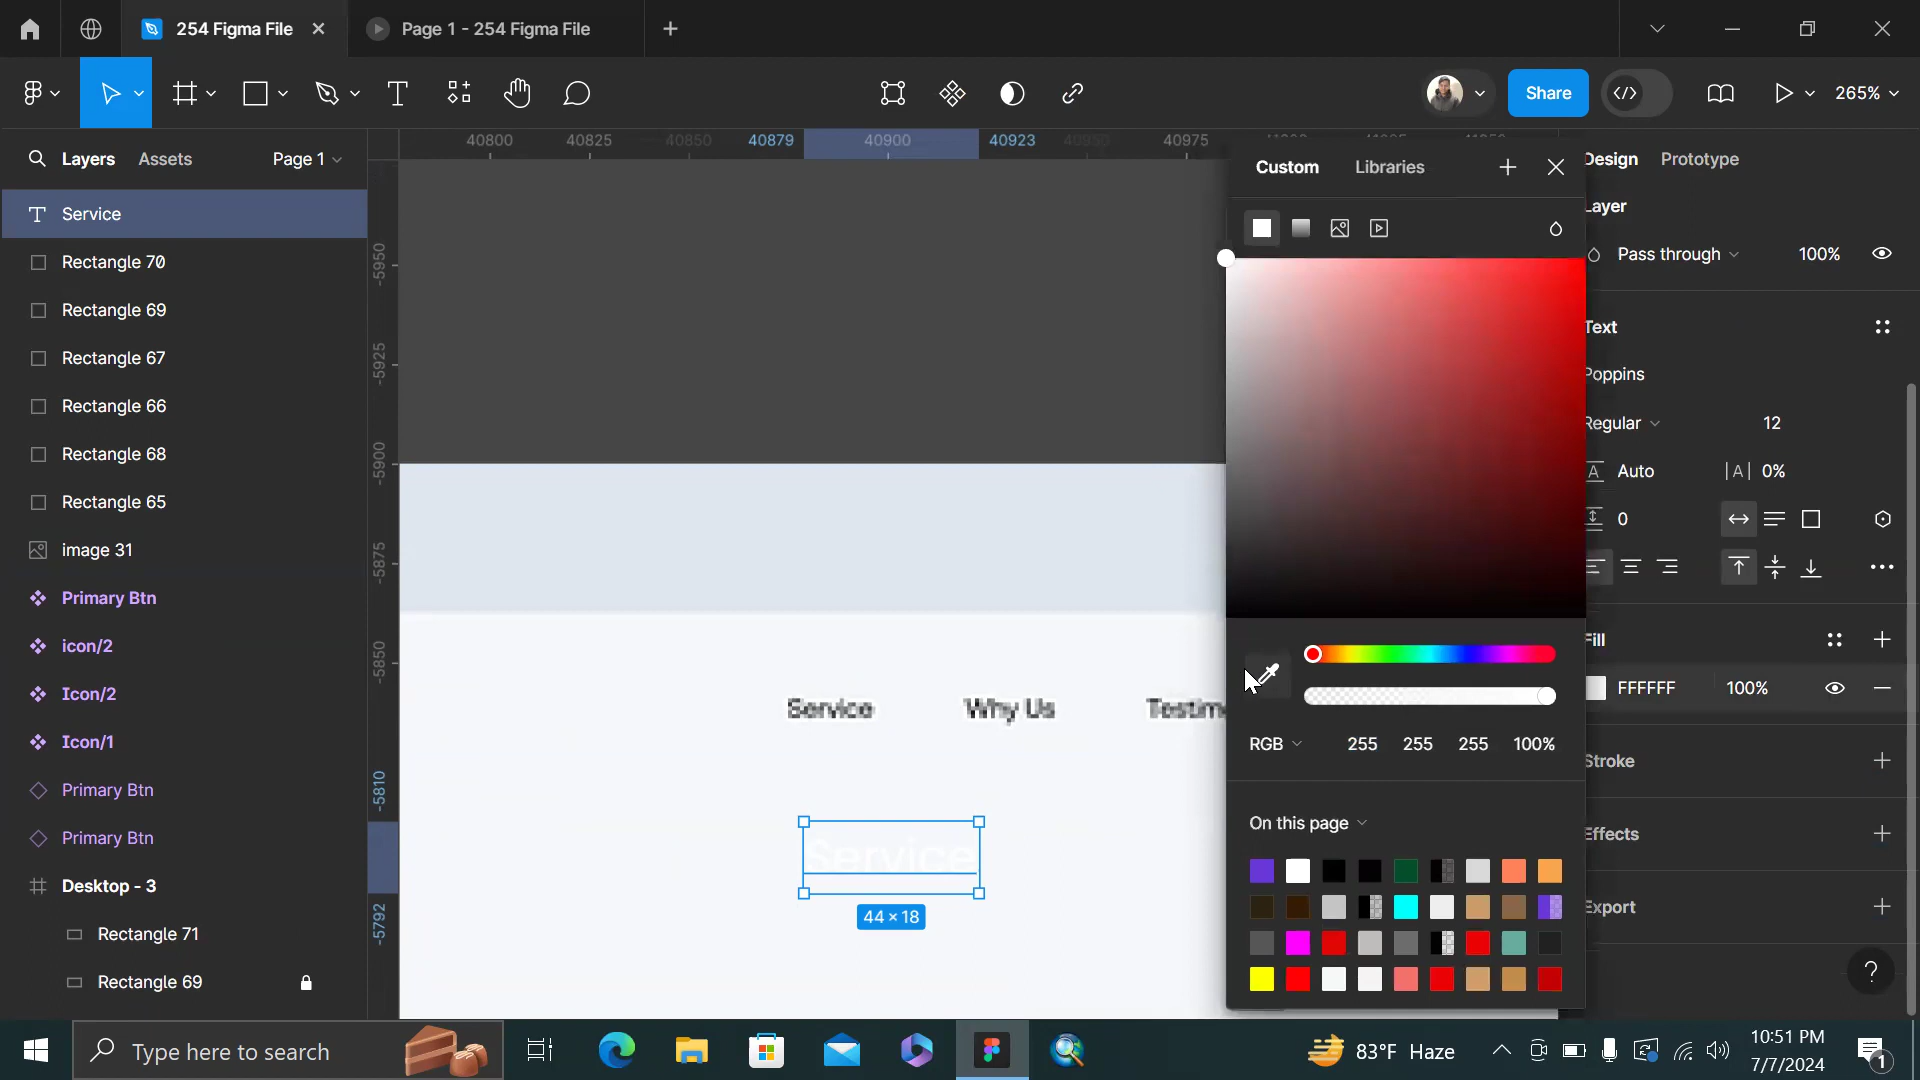 254 Figma File
Page 1 - 254 Figma File
Share
265%
Layers
Assets
Page 1
40800
40825
40850
40879
40900
40923
40975
Custom
Libraries
Design
Prototype
Service
Layer
Pass through
100%
Rectangle 70
Rectangle 69
Text
Rectangle 67
Poppins
Rectangle 66
Regular
12
Rectangle 68
Auto
|A| 0%
Rectangle 65
0
image 31
Primary Btn
Fill
icon/2
FFFFFF
100%
Icon/2
Service
Why Us
Testim
RGB
255
255
255
100%
Icon/1
Stroke
Primary Btn
On this page
Effects
Primary Btn
Service
Desktop - 3
44 × 18
Export
Rectangle 71
Rectangle 69
-5950
-5925
-5900
-5875
-5850
-5810
-5792
Type here to search
83°F Haze
10:51 PM
7/7/2024
1